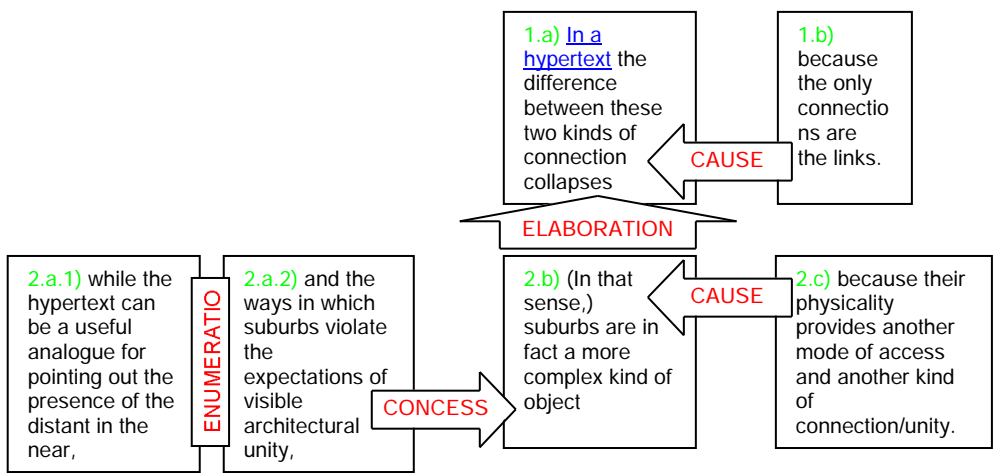 1.a) In a
hypertext the
difference
between these
two kinds of
connection
collapses
CAUSE
1.b)
because
the only
connectio
ns are
the links.
ELABORATION
2.a.1) while the
hypertext can
be a useful
analogue for
pointing out the
presence of the
distant in the
near,
ENUMERATIO
2.a.2) and the
ways in which
suburbs violate
the
expectations of
visible
architectural
unity,
CONCESS
2.b) (In that
sense,)
suburbs are in
fact a more
complex kind of
object
CAUSE
2.c) because their
physicality
provides another
mode of access
and another kind
of
connection/unity.